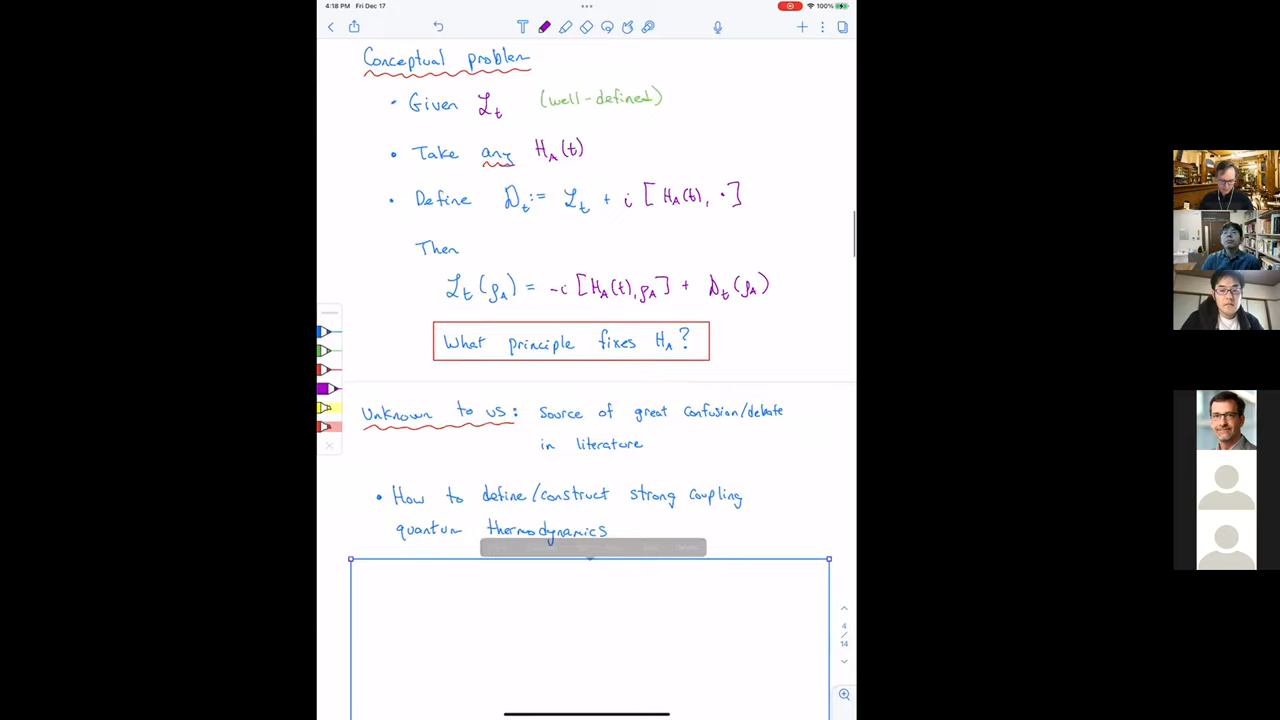 4:18 PM Fri Dec 17
100%
Conceptual problem
• Given ℒ_t (well-defined)
• Take any H_A(t)
• Define 𝒟_t := ℒ_t + i [H_A(t), ·]
Then
ℒ_t(ρ_A) = -i [H_A(t), ρ_A] + 𝒟_t(ρ_A)
What principle fixes H_A?
Unknown to us: Source of great confusion/debate
in literature
• How to define/construct strong coupling
quantum thermodynamics
4
/
14